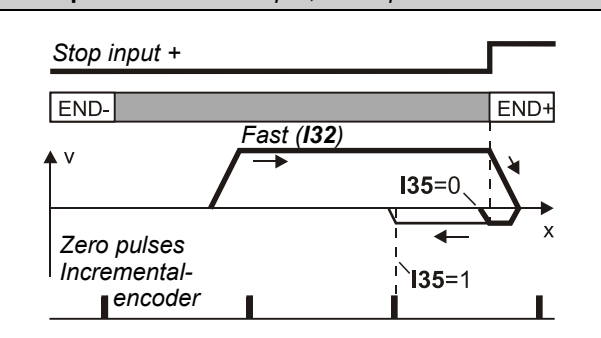 Stop input +
END-
END+
Fast (I32)
v
I35=0
x
Zero pulses
Incremental-
encoder
I35=1